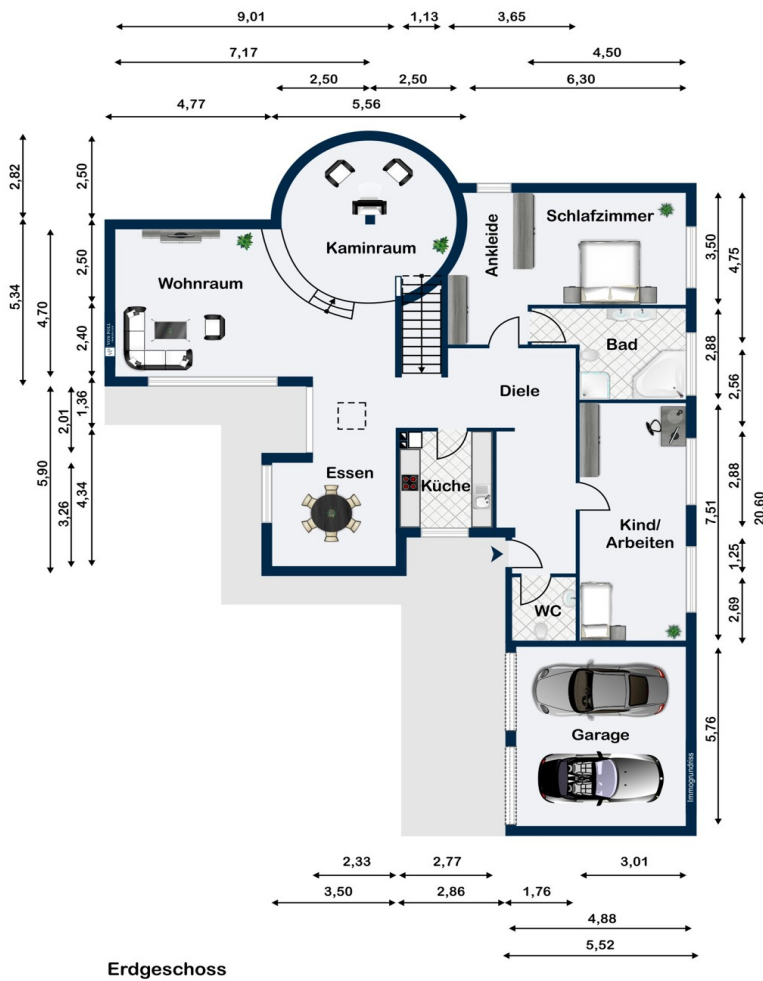 9,01
1,13
3,65
7,17
4,50
2,50
2,50
6,30
4,77
5,56
2,82
2,50
5,34
4,70
2,50
2,40
Wohnraum
Kaminraum
Ankleide
Schlafzimmer
3,50
4,75
Bad
2,88
2,56
VON POLL
Diele
5,90
2,01
1,36
3,26
4,34
Essen
Küche
Kind/
Arbeiten
7,51
2,88
20,60
1,25
2,69
WC
Garage
5,76
Immogrundriss
2,33
2,77
3,01
3,50
2,86
1,76
4,88
5,52
Erdgeschoss